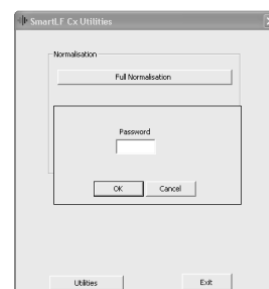 SmartLF Cx Utilities
Normalisation
Full Normalisation
Password
OK Cancel
Utilities Exit